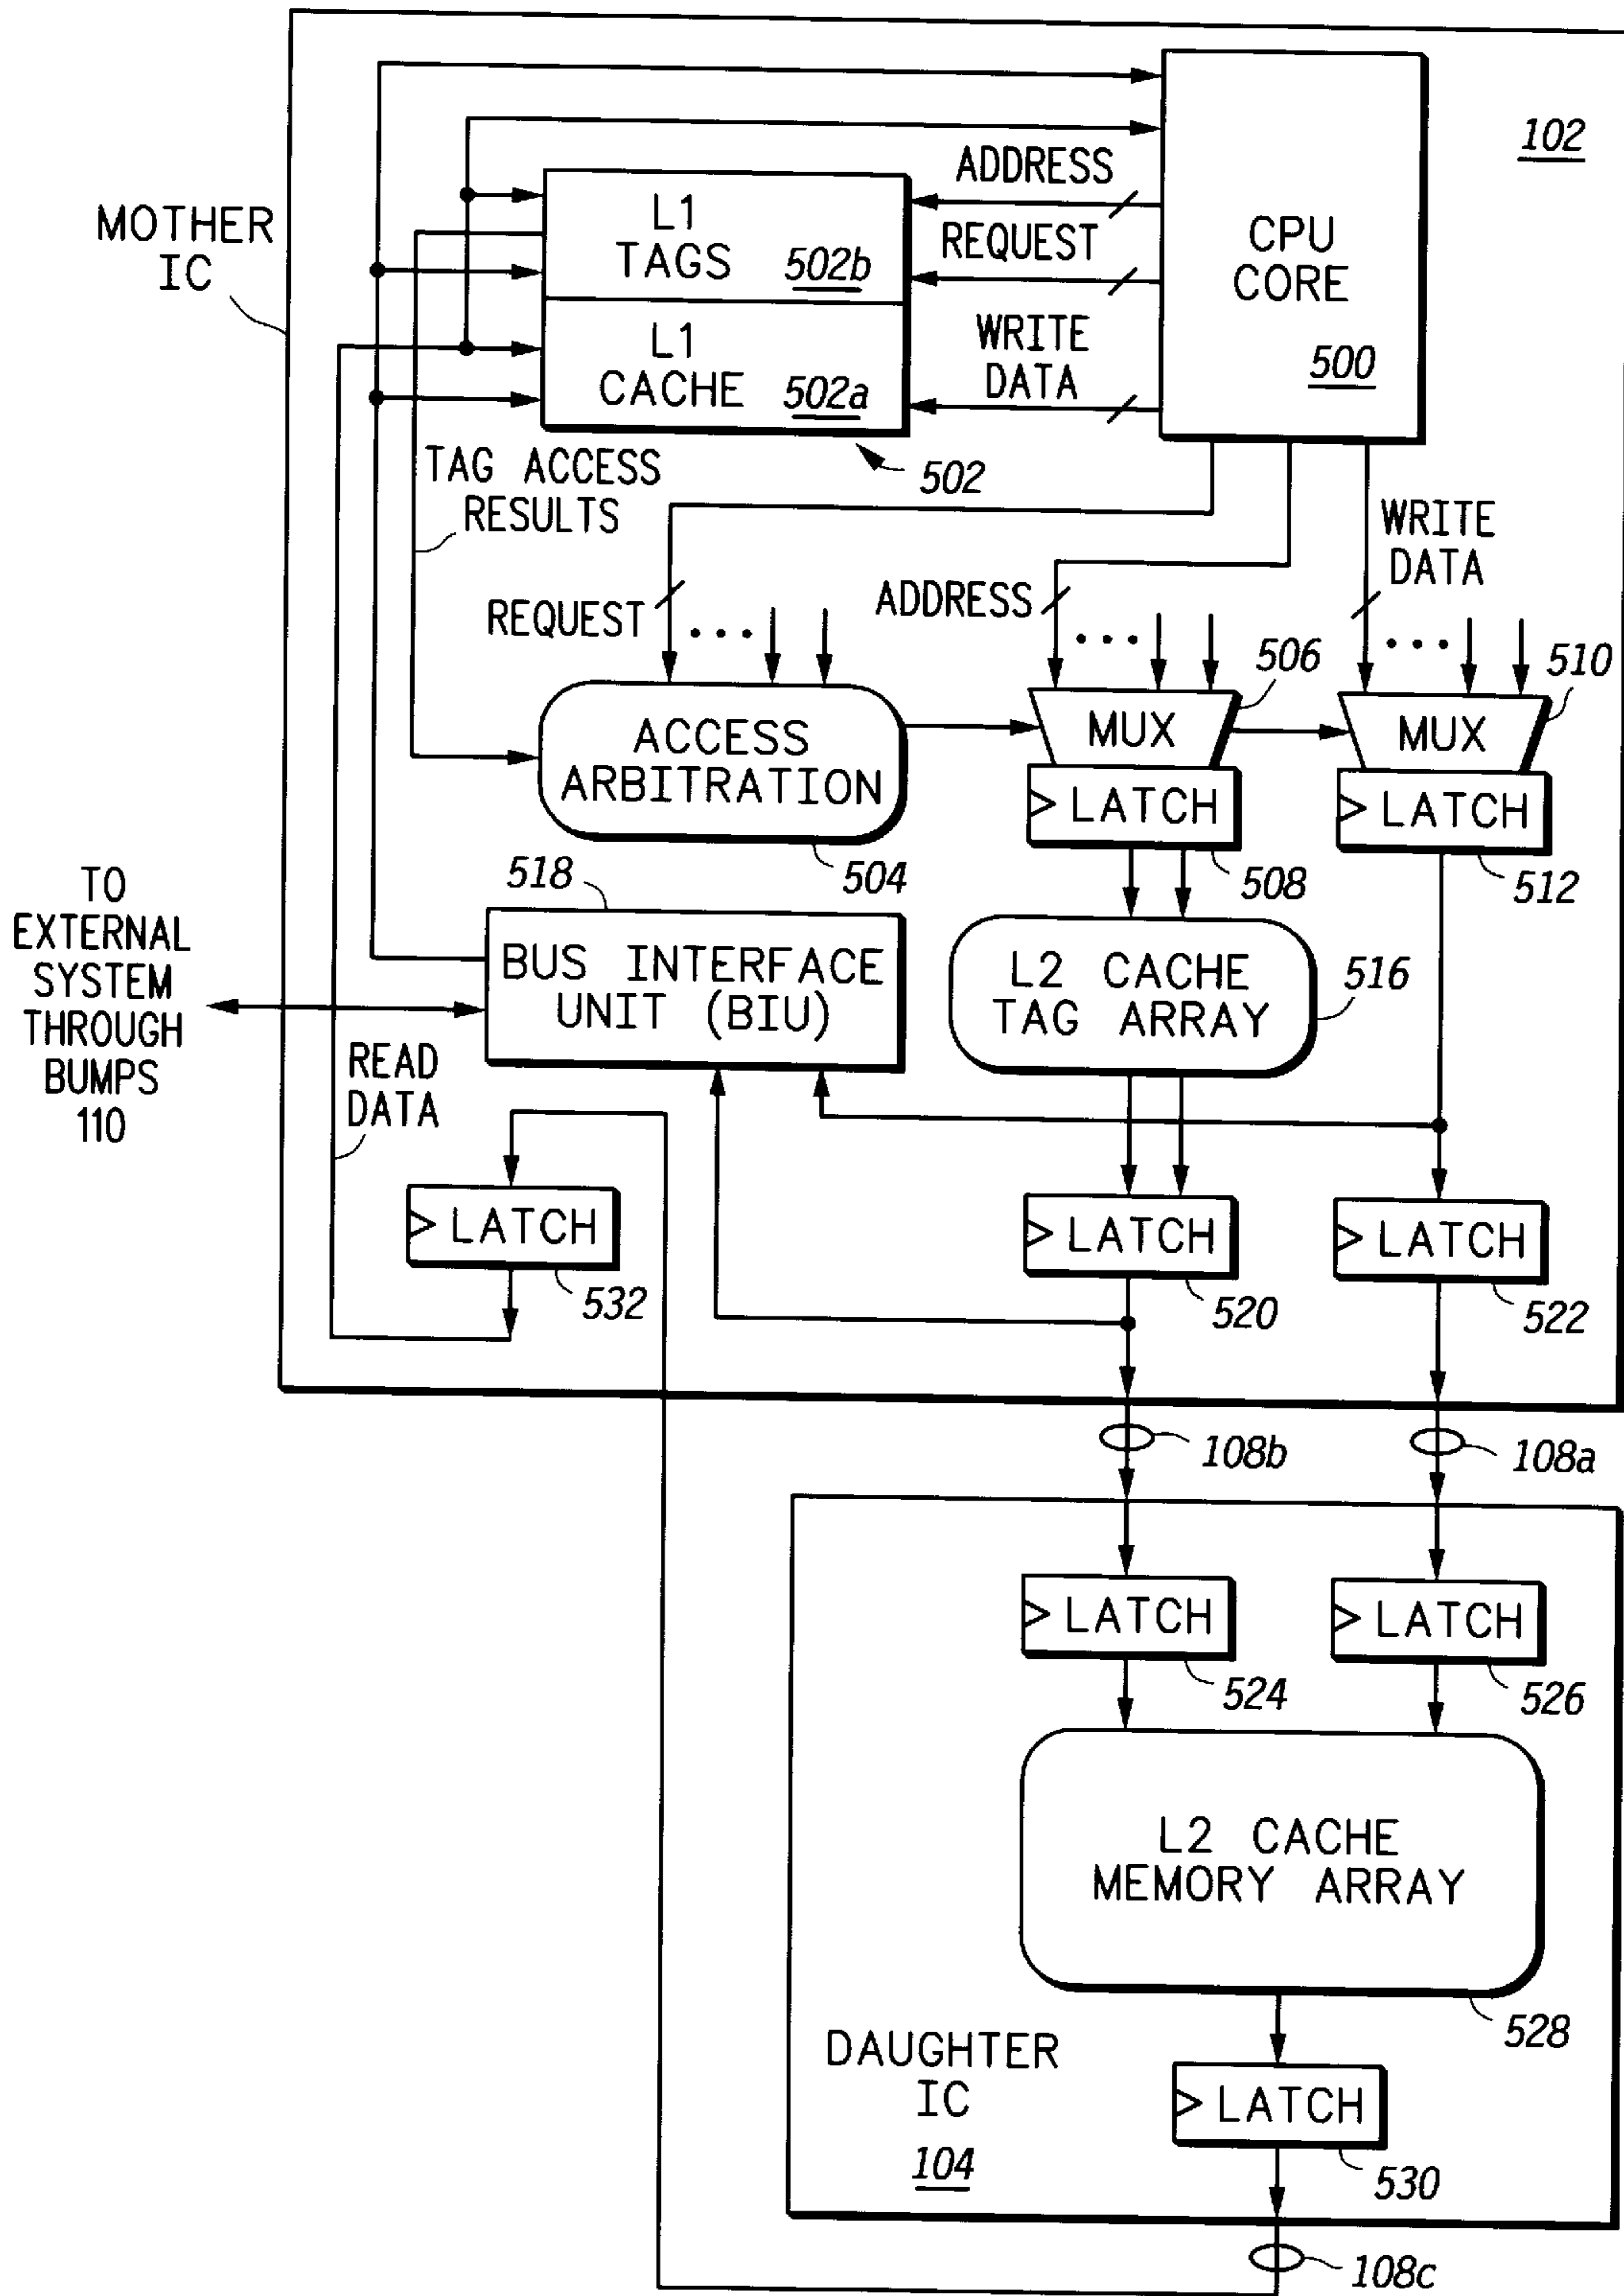 102
MOTHER
IC
ADDRESS
REQUEST
WRITE
DATA
CPU
CORE
500
L1
TAGS 502b
L1
CACHE 502a
502
TAG ACCESS
RESULTS
REQUEST
...
ADDRESS
...
WRITE
DATA
...
ACCESS
ARBITRATION
504
MUX
506
> LATCH
508
MUX
510
> LATCH
512
TO
EXTERNAL
SYSTEM
THROUGH
BUMPS
110
518
BUS INTERFACE
UNIT (BIU)
L2 CACHE
TAG ARRAY
516
READ
DATA
> LATCH
532
> LATCH
520
> LATCH
522
108b
108a
> LATCH
524
> LATCH
526
L2 CACHE
MEMORY ARRAY
528
DAUGHTER
IC
104
> LATCH
530
108c